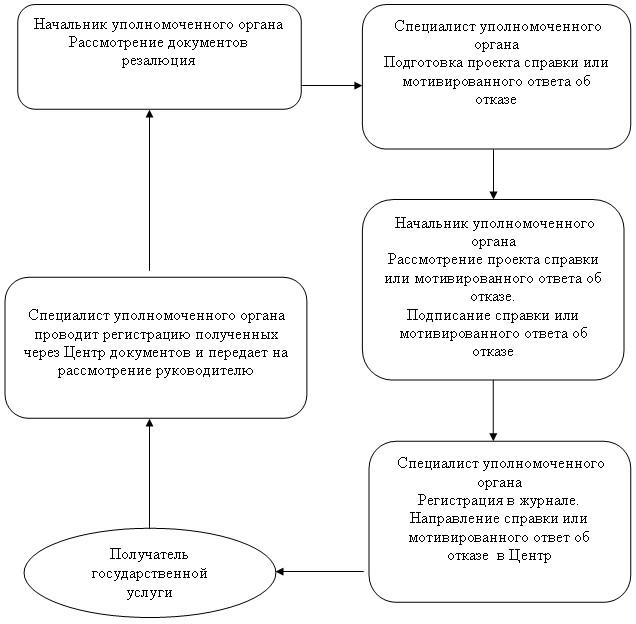 Начальник уполномоченного органа
Рассмотрение документов
резалюция
Специалист уполномоченного
органа
Подготовка проекта справки или
мотивированного ответа об
отказе
Начальник уполномоченного
органа
Рассмотрение проекта справки
или мотивированного ответа об
отказе.
Подписание справки или
мотивированного ответа об
отказе
Специалист уполномоченного органа
проводит регистрацию полученных
через Центр документов и передает на
рассмотрение руководителю
Специалист уполномоченного
органа
Регистрация в журнале.
Направление справки или
мотивированного ответ об
отказе в Центр
Получатель
государственной
услуги